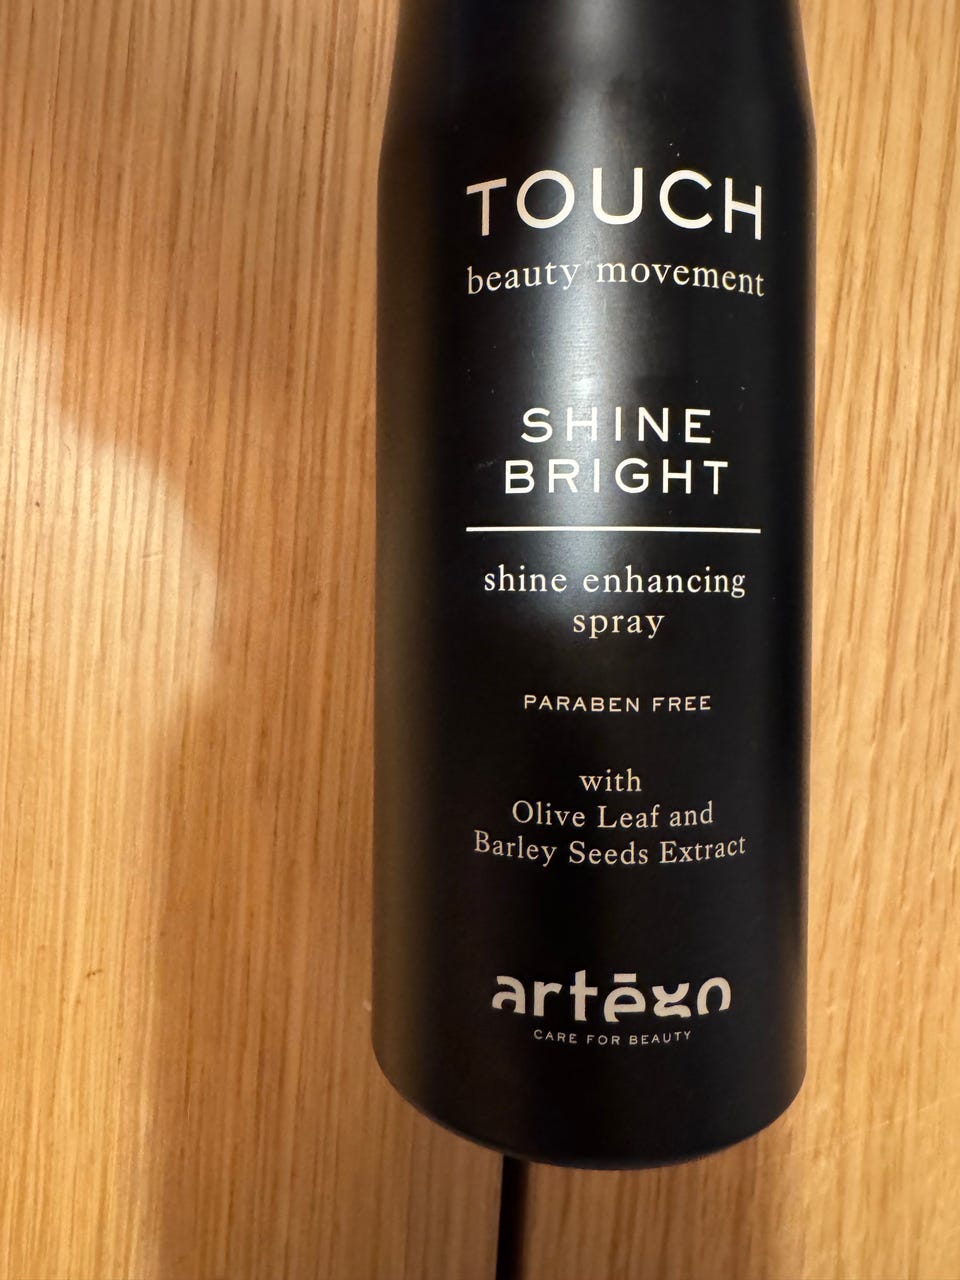 TOUCH
beauty movement
SHINE
BRIGHT
shine enhancing
spray
PARABEN FREE
with
Olive Leaf and
Barley Seeds Extract
artēgo
CARE FOR BEAUTY